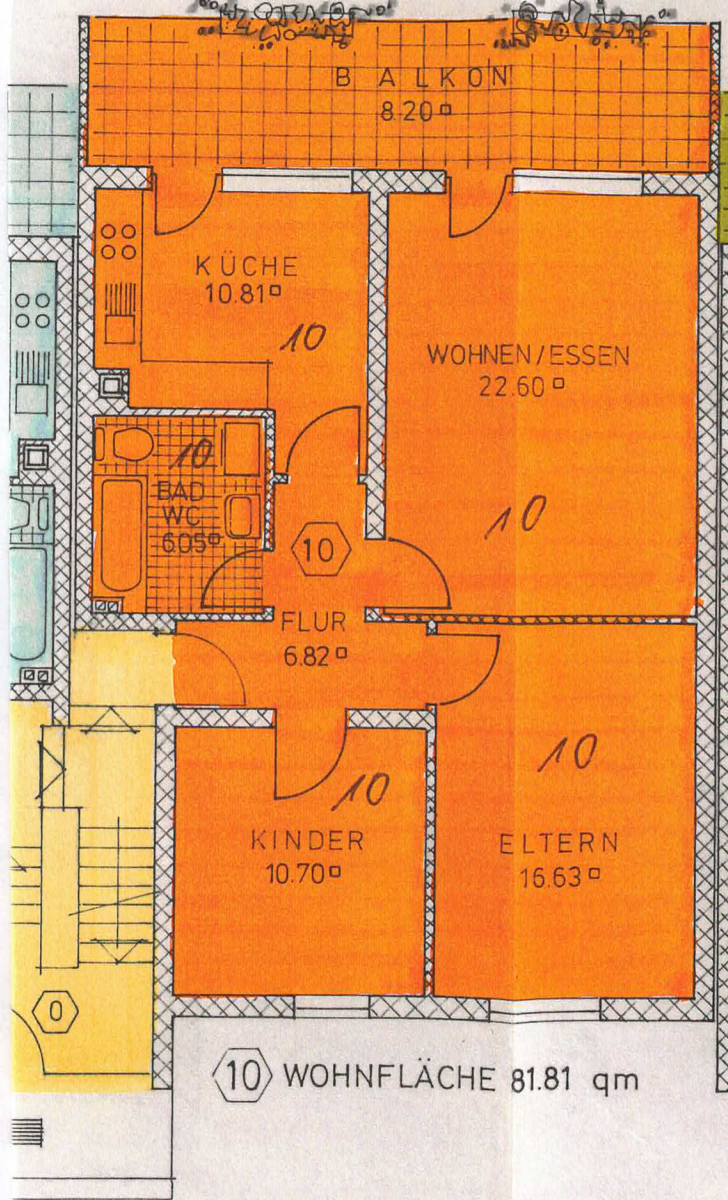 BALKON
8.20
KÜCHE
10.81
10
WOHNEN/ESSEN
22.60
10
10
BAD
WC
6.05
10
FLUR
6.82
10
10
KINDER
10.70
ELTERN
16.63
0
10 WOHNFLÄCHE 81.81 qm